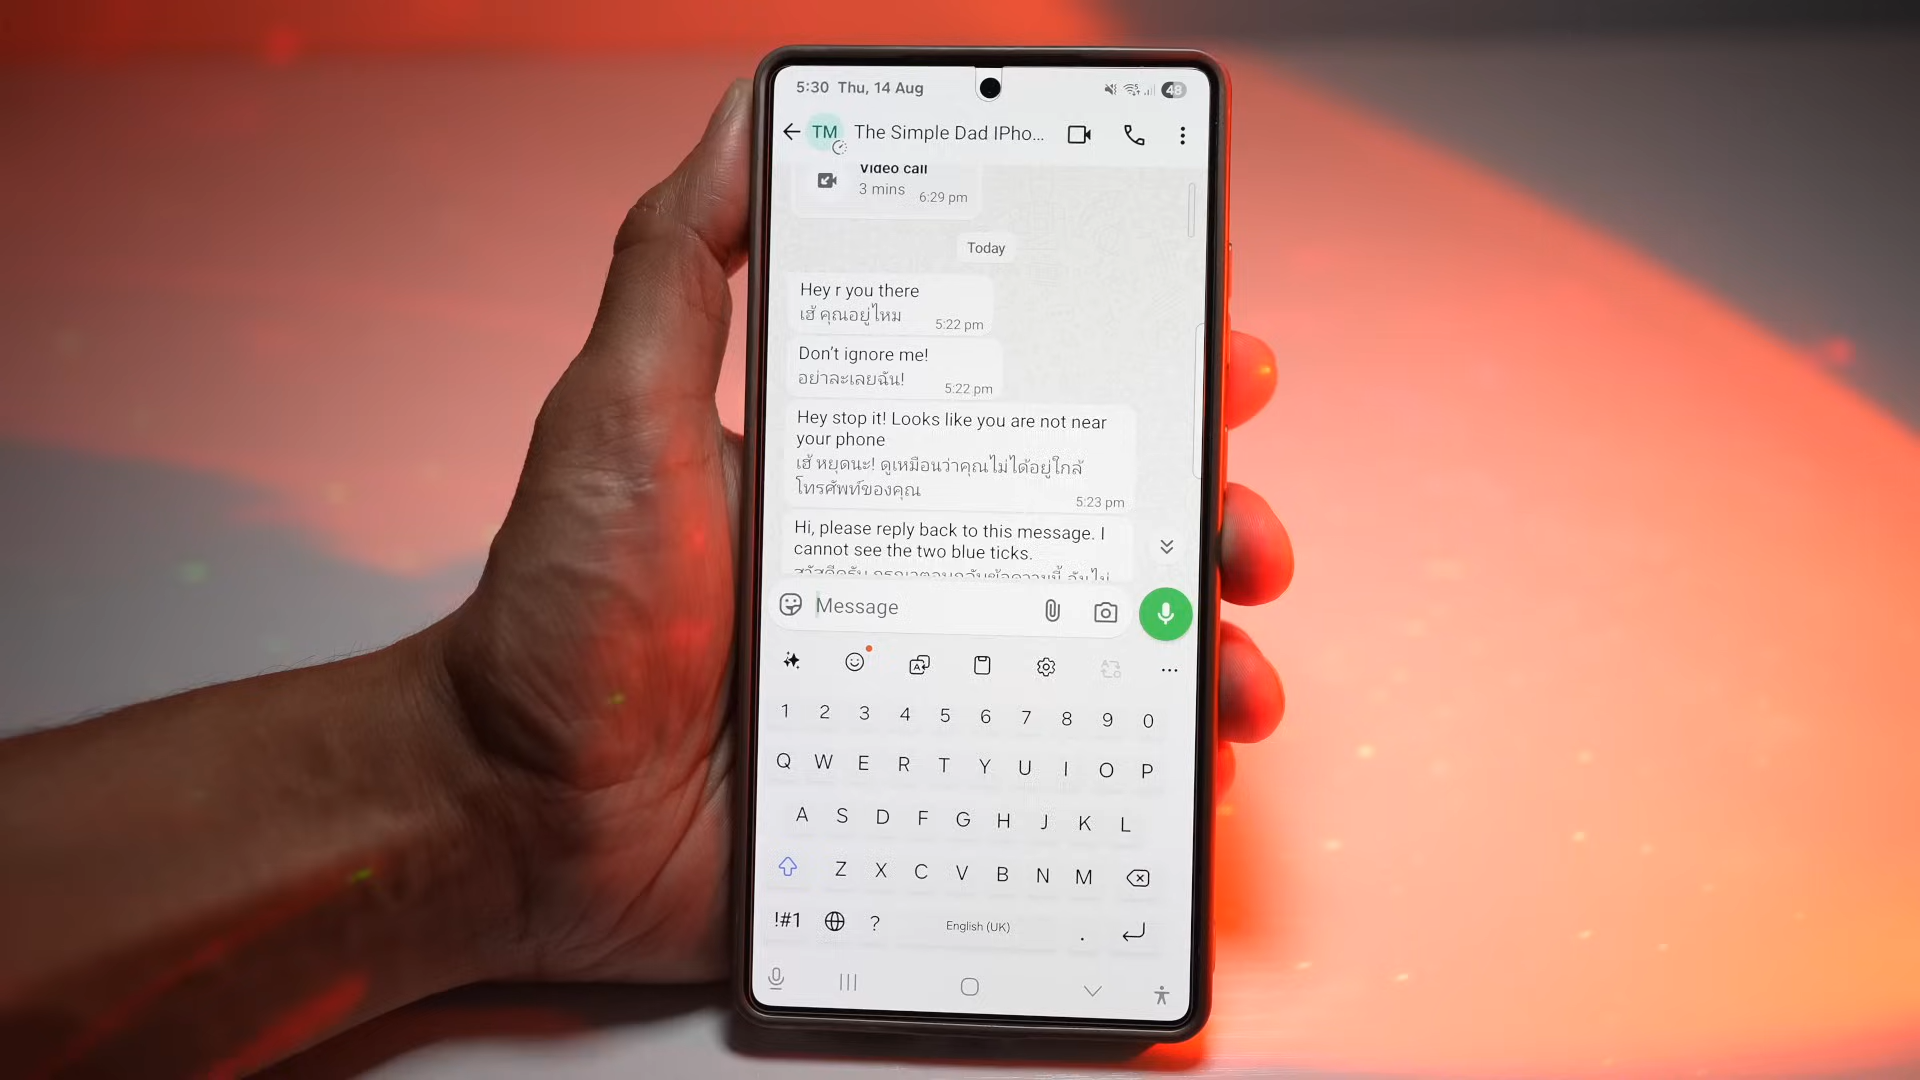 5:30 Thu, 14 Aug
48
TM The Simple Dad IPho...
Video call
3 mins 6:29 pm
Today
Hey r you there
เฮ้ คุณอยู่ไหม 5:22 pm
Don't ignore me!
อย่าละเลยฉัน! 5:22 pm
Hey stop it! Looks like you are not near
your phone
เฮ้ หยุดนะ! ดูเหมือนว่าคุณไม่ได้อยู่ใกล้
โทรศัพท์ของคุณ
5:23 pm
Hi, please reply back to this message. I
cannot see the two blue ticks.
Message
1 2 3 4 5 6 7 8 9 0
Q W E R T Y U I O P
A S D F G H J K L
Z X C V B N M
!#1 ? English (UK) .